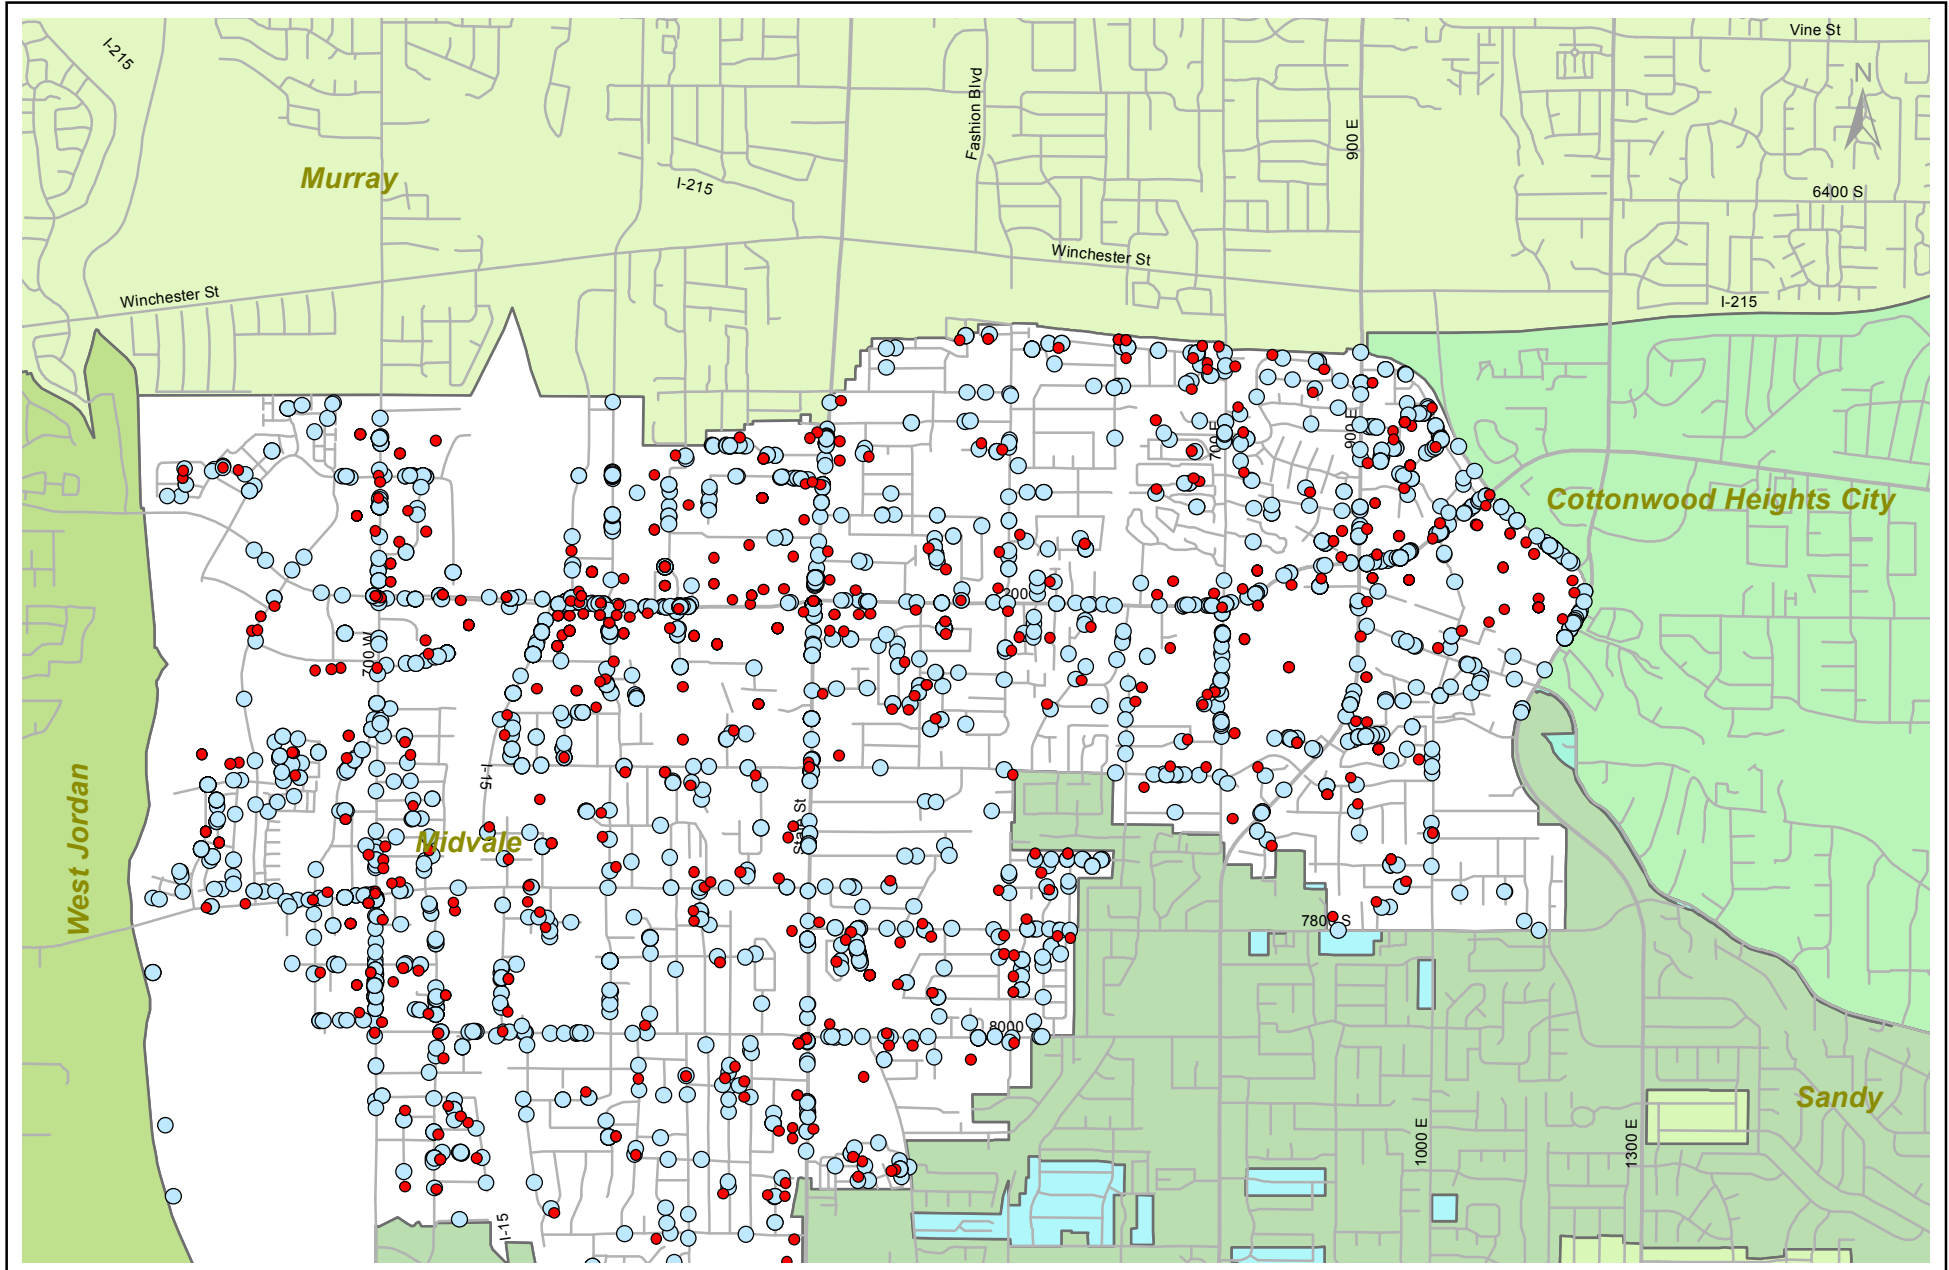 Vine St
I-215
Fashion Blvd
900 E
N
Murray
I-215
6400 S
Winchester St
Winchester St
I-215
700 E
900 E
Cottonwood Heights City
700 W
I-15
West Jordan
State St
Midvale
8000
Sandy
1000 E
1300 E
I-15